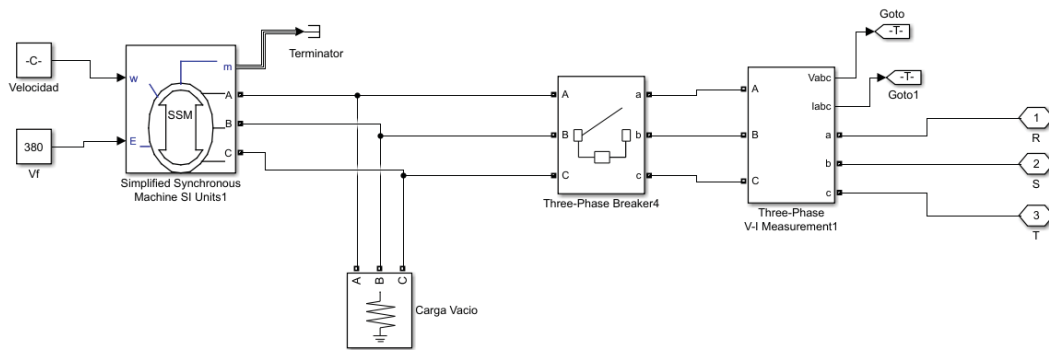 Goto
-T-
-C-
Velocidad
w
m
Terminator
SSM
A
B
C
E
380
Vf
Simplified Synchronous
Machine SI Units1
A
B
C
a
b
c
Three-Phase Breaker4
A
B
C
Vabc
Iabc
a
b
c
Three-Phase
V-I Measurement1
-T-
Goto1
1
R
2
S
3
T
A
B
C
Carga Vacio